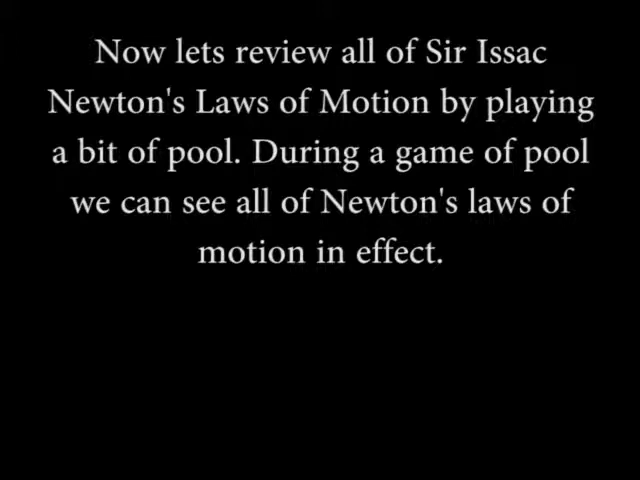 Now lets review all of Sir Issac
Newton's Laws of Motion by playing
a bit of pool. During a game of pool
we can see all of Newton's laws of
motion in effect.